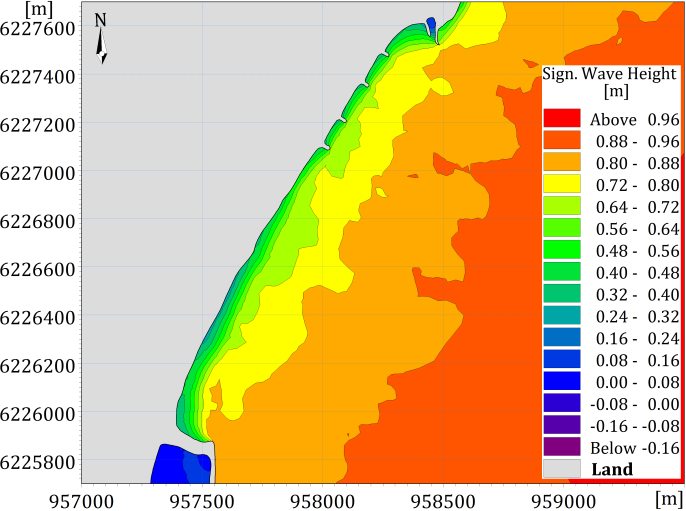 [m]
N
6227600
6227400
6227200
6227000
6226800
6226600
6226400
6226200
6226000
6225800
957000 957500 958000 958500 959000 [m]
Sign. Wave Height
[m]
Above 0.96
0.88 - 0.96
0.80 - 0.88
0.72 - 0.80
0.64 - 0.72
0.56 - 0.64
0.48 - 0.56
0.40 - 0.48
0.32 - 0.40
0.24 - 0.32
0.16 - 0.24
0.08 - 0.16
0.00 - 0.08
-0.08 - 0.00
-0.16 - -0.08
Below -0.16
Land